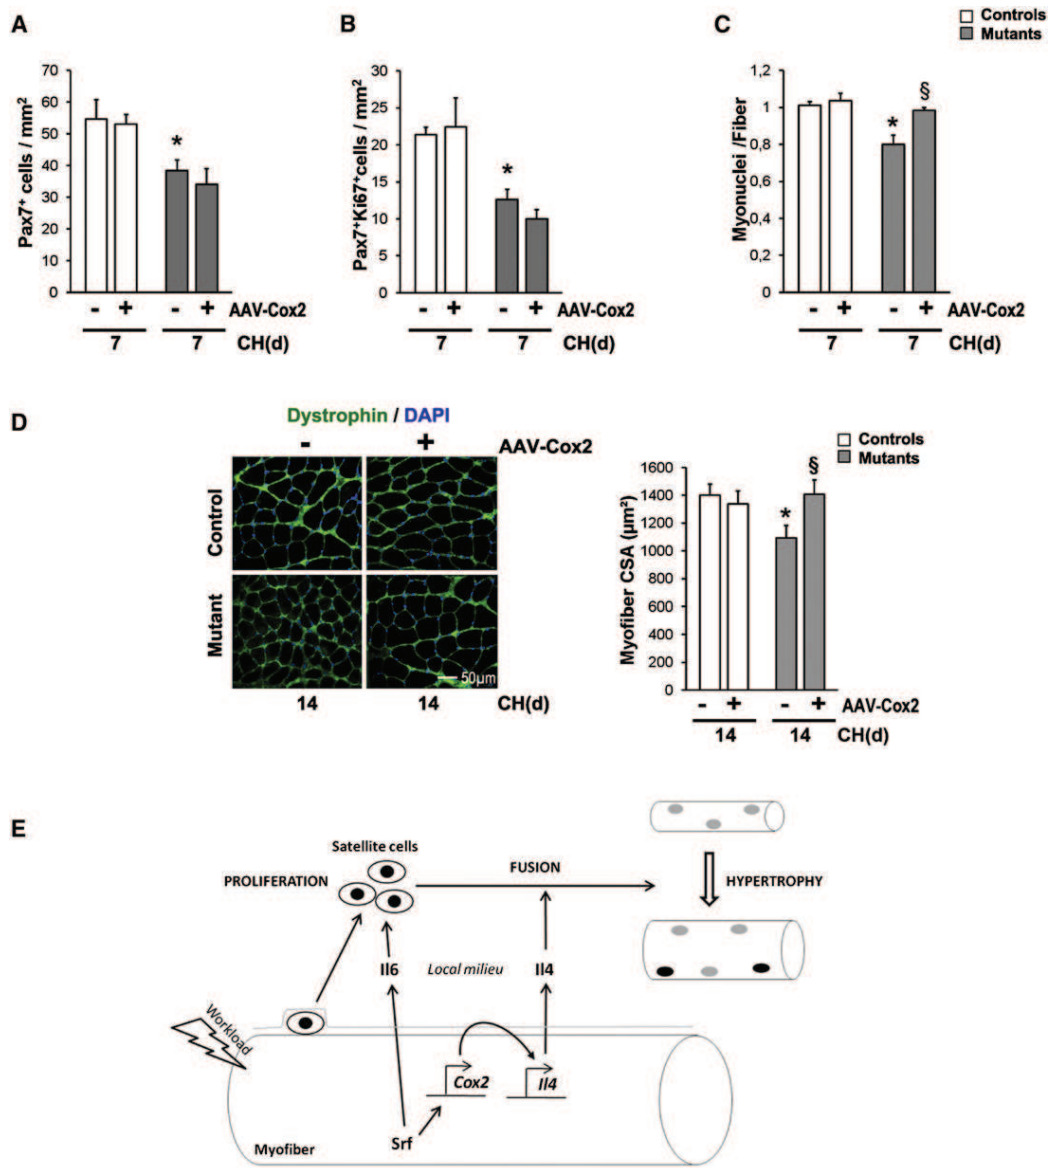 A
Pax7+ cells / mm2
70
60
50
40
30
20
10
0
*
- + - + AAV-Cox2
7 7 CH(d)
B
Pax7+Ki67+cells / mm2
30
25
20
15
10
5
0
*
- + - + AAV-Cox2
7 7 CH(d)
C
Controls
Mutants
Myonuclei /Fiber
1,2
1
0,8
0,6
0,4
0,2
0
* §
- + - + AAV-Cox2
7 7 CH(d)
D
Dystrophin / DAPI
- + AAV-Cox2
Control
Mutant
50µm
14 14 CH(d)
Controls
Mutants
Myofiber CSA (µm²)
1600
1400
1200
1000
800
600
400
200
0
* §
- + - + AAV-Cox2
14 14 CH(d)
E
Satellite cells
PROLIFERATION
FUSION
HYPERTROPHY
Il6 Local milieu Il4
Workload
Cox2 Il4
Srf
Myofiber